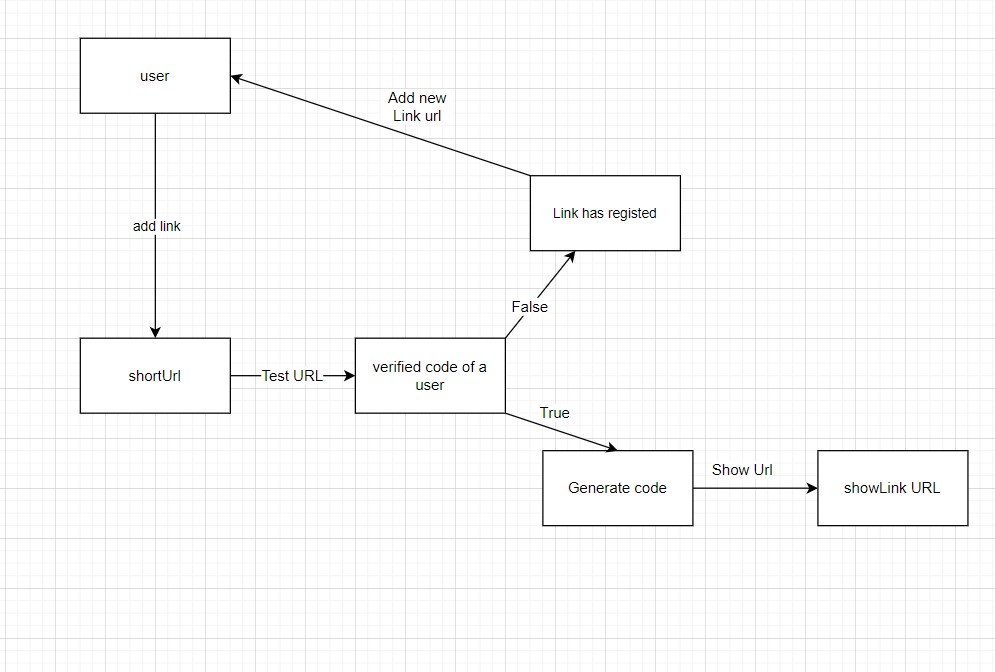 user
Add new
Link url
Link has registed
add link
False
shortUrl
Test URL
verified code of a
user
True
Generate code
Show Url
showLink URL